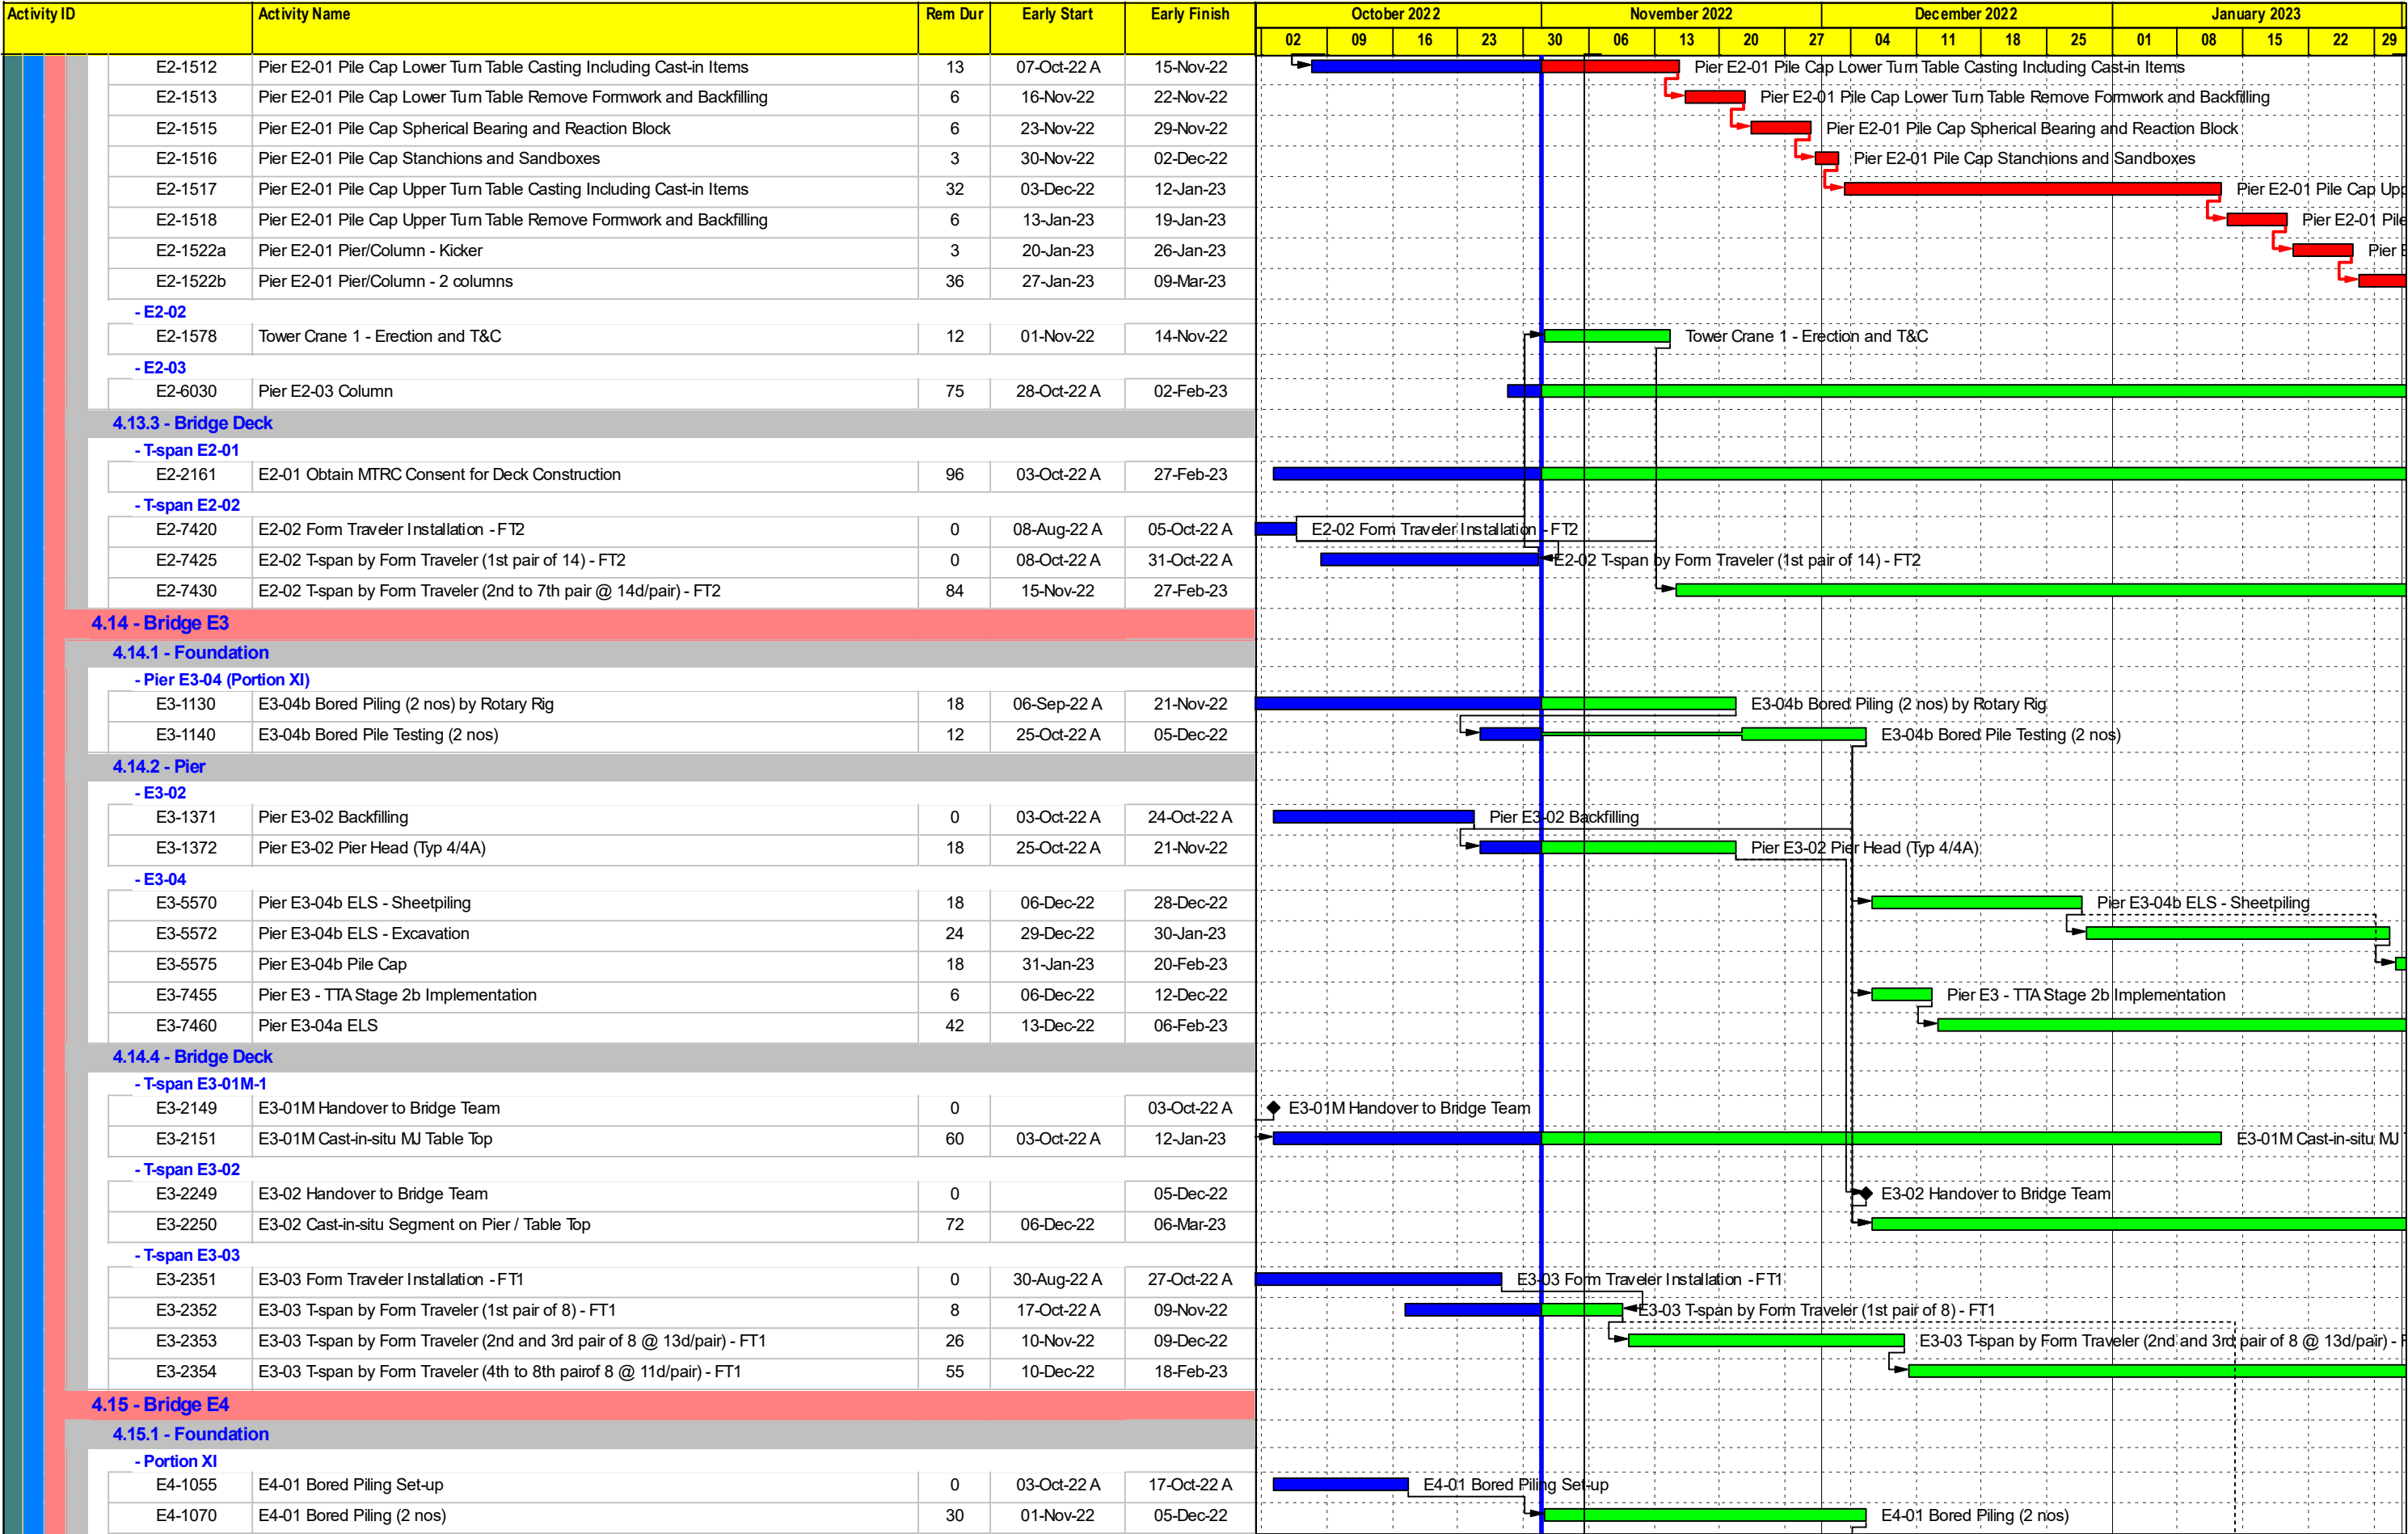 Activity ID Activity Name Rem Dur Early Start Early Finish October 2022 November 2022 December 2022 January 2023
02 09 16 23 30 06 13 20 27 04 11 18 25 01 08 15 22 29
E2-1512 Pier E2-01 Pile Cap Lower Turn Table Casting Including Cast-in Items 13 07-Oct-22 A 15-Nov-22 Pier E2-01 Pile Cap Lower Turn Table Casting Including Cast-in Items
E2-1513 Pier E2-01 Pile Cap Lower Turn Table Remove Formwork and Backfilling 6 16-Nov-22 22-Nov-22 Pier E2-01 Pile Cap Lower Turn Table Remove Formwork and Backfilling
E2-1515 Pier E2-01 Pile Cap Spherical Bearing and Reaction Block 6 23-Nov-22 29-Nov-22 Pier E2-01 Pile Cap Spherical Bearing and Reaction Block
E2-1516 Pier E2-01 Pile Cap Stanchions and Sandboxes 3 30-Nov-22 02-Dec-22 Pier E2-01 Pile Cap Stanchions and Sandboxes
E2-1517 Pier E2-01 Pile Cap Upper Turn Table Casting Including Cast-in Items 32 03-Dec-22 12-Jan-23 Pier E2-01 Pile Cap Upp
E2-1518 Pier E2-01 Pile Cap Upper Turn Table Remove Formwork and Backfilling 6 13-Jan-23 19-Jan-23 Pier E2-01 Pile
E2-1522a Pier E2-01 Pier/Column - Kicker 3 20-Jan-23 26-Jan-23 Pier E
E2-1522b Pier E2-01 Pier/Column - 2 columns 36 27-Jan-23 09-Mar-23
- E2-02
E2-1578 Tower Crane 1 - Erection and T&C 12 01-Nov-22 14-Nov-22 Tower Crane 1 - Erection and T&C
- E2-03
E2-6030 Pier E2-03 Column 75 28-Oct-22 A 02-Feb-23
4.13.3 - Bridge Deck
- T-span E2-01
E2-2161 E2-01 Obtain MTRC Consent for Deck Construction 96 03-Oct-22 A 27-Feb-23
- T-span E2-02
E2-7420 E2-02 Form Traveler Installation - FT2 0 08-Aug-22 A 05-Oct-22 A E2-02 Form Traveler Installation - FT2
E2-7425 E2-02 T-span by Form Traveler (1st pair of 14) - FT2 0 08-Oct-22 A 31-Oct-22 A E2-02 T-span by Form Traveler (1st pair of 14) - FT2
E2-7430 E2-02 T-span by Form Traveler (2nd to 7th pair @ 14d/pair) - FT2 84 15-Nov-22 27-Feb-23
4.14 - Bridge E3
4.14.1 - Foundation
- Pier E3-04 (Portion XI)
E3-1130 E3-04b Bored Piling (2 nos) by Rotary Rig 18 06-Sep-22 A 21-Nov-22 E3-04b Bored Piling (2 nos) by Rotary Rig
E3-1140 E3-04b Bored Pile Testing (2 nos) 12 25-Oct-22 A 05-Dec-22 E3-04b Bored Pile Testing (2 nos)
4.14.2 - Pier
- E3-02
E3-1371 Pier E3-02 Backfilling 0 03-Oct-22 A 24-Oct-22 A Pier E3-02 Backfilling
E3-1372 Pier E3-02 Pier Head (Typ 4/4A) 18 25-Oct-22 A 21-Nov-22 Pier E3-02 Pier Head (Typ 4/4A)
- E3-04
E3-5570 Pier E3-04b ELS - Sheetpiling 18 06-Dec-22 28-Dec-22 Pier E3-04b ELS - Sheetpiling
E3-5572 Pier E3-04b ELS - Excavation 24 29-Dec-22 30-Jan-23
E3-5575 Pier E3-04b Pile Cap 18 31-Jan-23 20-Feb-23
E3-7455 Pier E3 - TTA Stage 2b Implementation 6 06-Dec-22 12-Dec-22 Pier E3 - TTA Stage 2b Implementation
E3-7460 Pier E3-04a ELS 42 13-Dec-22 06-Feb-23
4.14.4 - Bridge Deck
- T-span E3-01M-1
E3-2149 E3-01M Handover to Bridge Team 0 03-Oct-22 A E3-01M Handover to Bridge Team
E3-2151 E3-01M Cast-in-situ MJ Table Top 60 03-Oct-22 A 12-Jan-23 E3-01M Cast-in-situ MJ
- T-span E3-02
E3-2249 E3-02 Handover to Bridge Team 0 05-Dec-22 E3-02 Handover to Bridge Team
E3-2250 E3-02 Cast-in-situ Segment on Pier / Table Top 72 06-Dec-22 06-Mar-23
- T-span E3-03
E3-2351 E3-03 Form Traveler Installation - FT1 0 30-Aug-22 A 27-Oct-22 A E3-03 Form Traveler Installation - FT1
E3-2352 E3-03 T-span by Form Traveler (1st pair of 8) - FT1 8 17-Oct-22 A 09-Nov-22 E3-03 T-span by Form Traveler (1st pair of 8) - FT1
E3-2353 E3-03 T-span by Form Traveler (2nd and 3rd pair of 8 @ 13d/pair) - FT1 26 10-Nov-22 09-Dec-22 E3-03 T-span by Form Traveler (2nd and 3rd pair of 8 @ 13d/pair) - F
E3-2354 E3-03 T-span by Form Traveler (4th to 8th pairof 8 @ 11d/pair) - FT1 55 10-Dec-22 18-Feb-23
4.15 - Bridge E4
4.15.1 - Foundation
- Portion XI
E4-1055 E4-01 Bored Piling Set-up 0 03-Oct-22 A 17-Oct-22 A E4-01 Bored Piling Set-up
E4-1070 E4-01 Bored Piling (2 nos) 30 01-Nov-22 05-Dec-22 E4-01 Bored Piling (2 nos)